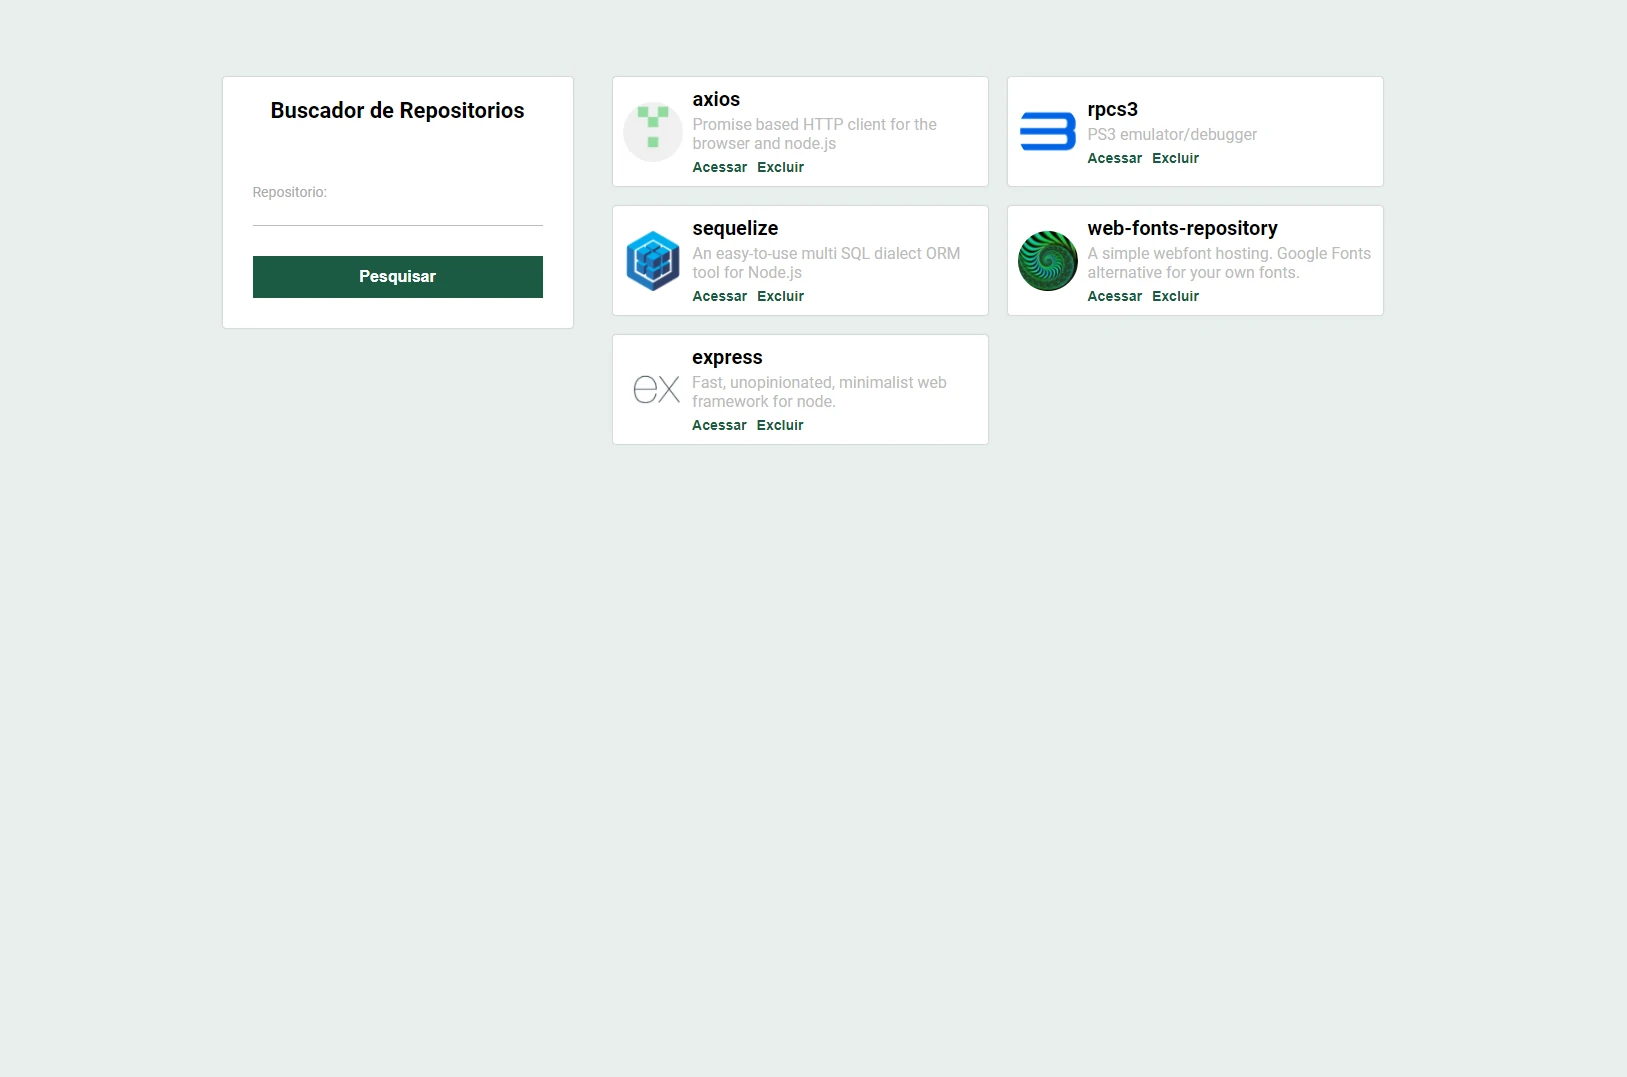 Buscador de Repositorios
Repositorio:
Pesquisar
axios
Promise based HTTP client for the
browser and node.js
Acessar Excluir
rpcs3
PS3 emulator/debugger
Acessar Excluir
sequelize
An easy-to-use multi SQL dialect ORM
tool for Node.js
Acessar Excluir
web-fonts-repository
A simple webfont hosting. Google Fonts
alternative for your own fonts.
Acessar Excluir
ex
express
Fast, unopinionated, minimalist web
framework for node.
Acessar Excluir